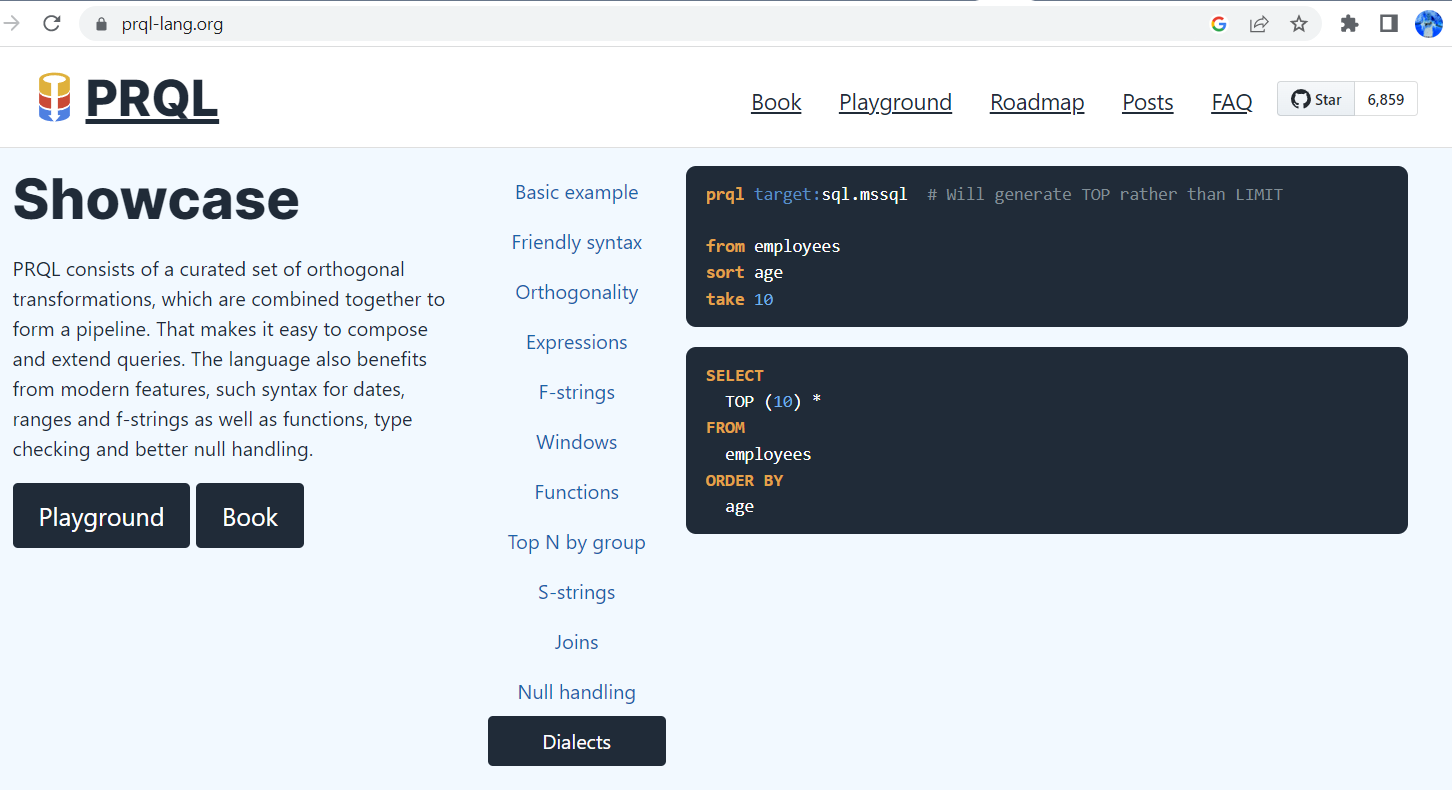 prql-lang.org
PRQL
Book Playground Roadmap Posts FAQ Star 6,859
Showcase
PRQL consists of a curated set of orthogonal
transformations, which are combined together to
form a pipeline. That makes it easy to compose
and extend queries. The language also benefits
from modern features, such syntax for dates,
ranges and f-strings as well as functions, type
checking and better null handling.
Playground Book
Basic example
Friendly syntax
Orthogonality
Expressions
F-strings
Windows
Functions
Top N by group
S-strings
Joins
Null handling
Dialects
prql target:sql.mssql # Will generate TOP rather than LIMIT
from employees
sort age
take 10
SELECT
TOP (10) *
FROM
employees
ORDER BY
age